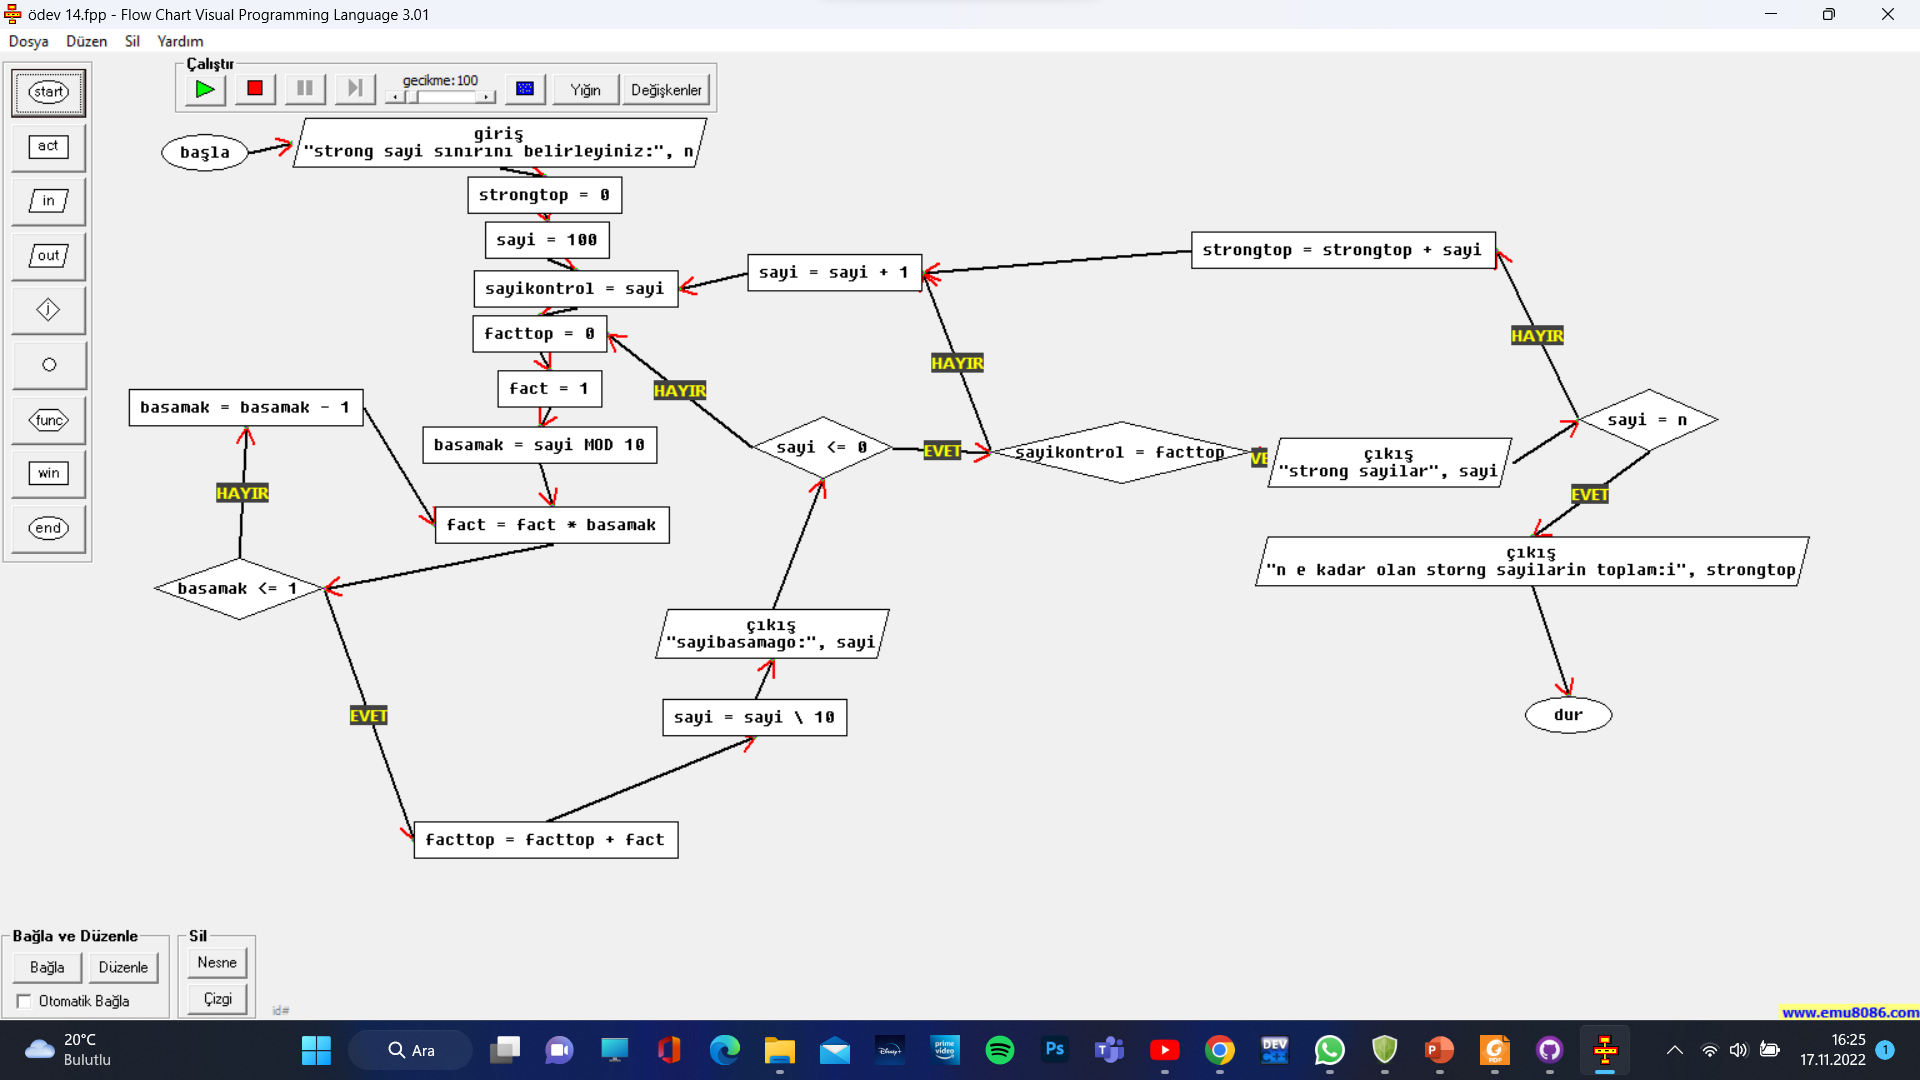 ödev 14.fpp - Flow Chart Visual Programming Language 3.01
Dosya Düzen Sil Yardım
Çalıştır
gecikme:100
Yığın
Değişkenler
start
act
in
out
func
win
end
başla
giriş
"strong sayi sınırını belirleyiniz:", n
strongtop = 0
sayi = 100
sayikontrol = sayi
facttop = 0
fact = 1
basamak = sayi MOD 10
fact = fact * basamak
basamak = basamak - 1
HAYIR
basamak <= 1
EVET
facttop = facttop + fact
sayi = sayi \ 10
çıkış
"sayibasamago:", sayi
sayi <= 0
HAYIR
EVET
sayikontrol = facttop
HAYIR
sayi = sayi + 1
VE
çıkış
"strong sayilar", sayi
sayi = n
HAYIR
strongtop = strongtop + sayi
EVET
çıkış
"n e kadar olan storng sayilarin toplam:i", strongtop
dur
Bağla ve Düzenle
Bağla
Düzenle
Otomatik Bağla
Sil
Nesne
Çizgi
id#
www.emu8086.com
20°C
Bulutlu
Ara
Disney+
prime
video
Ps
DEV
16:25
17.11.2022
1